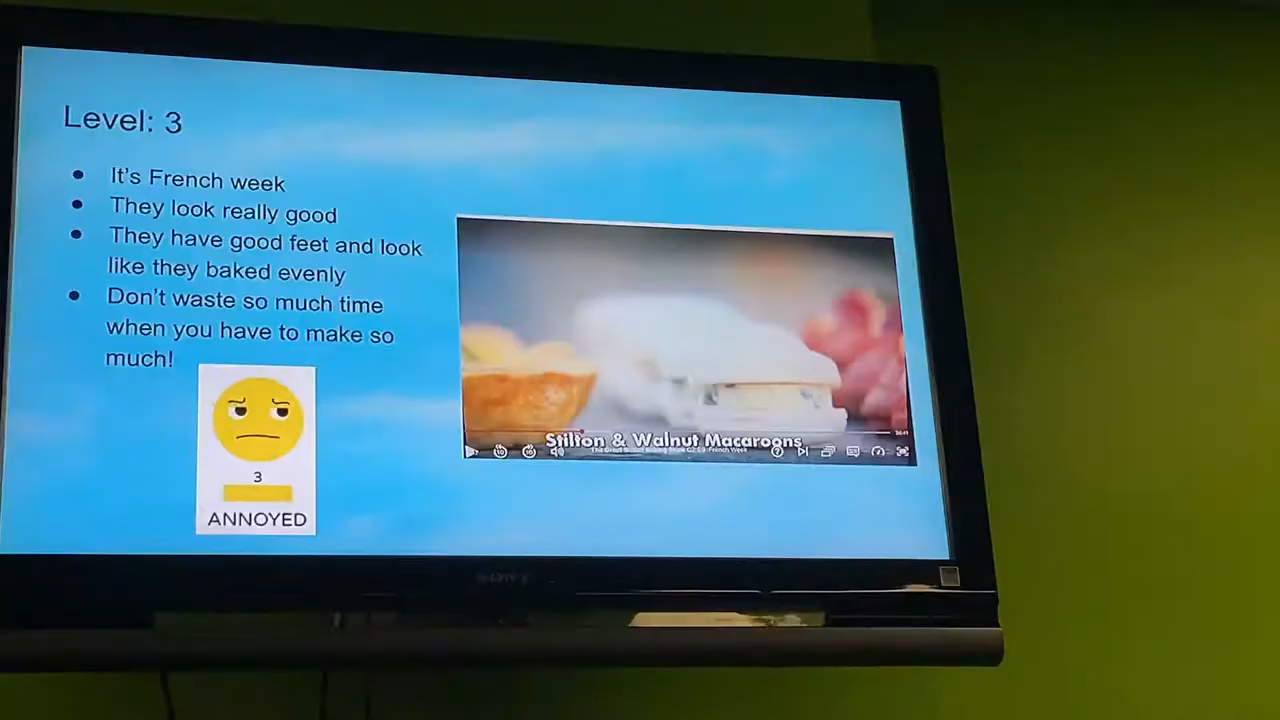 Level: 3
• It's French week
• They look really good
• They have good feet and look
like they baked evenly
• Don't waste so much time
when you have to make so
much!
Stilton & Walnut Macaroons
3
ANNOYED
SONY